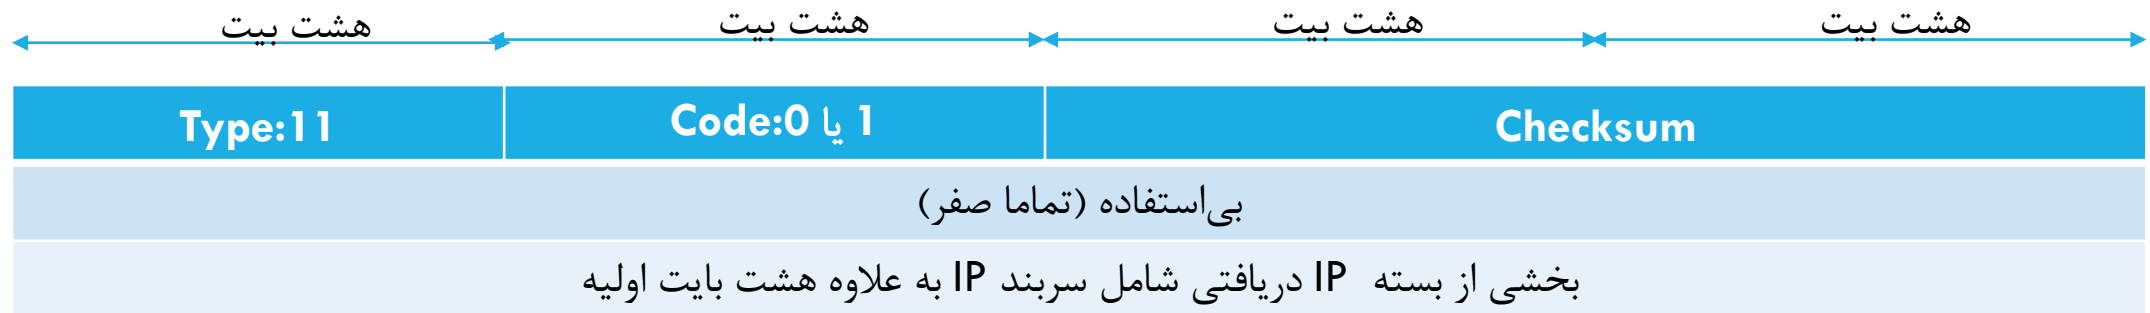 هشت بیت هشت بیت هشت بیت هشت بیت
Type:11 Code:0 یا 1 Checksum
بی‌استفاده (تماما صفر)
بخشی از بسته IP دریافتی شامل سربند IP به علاوه هشت بایت اولیه